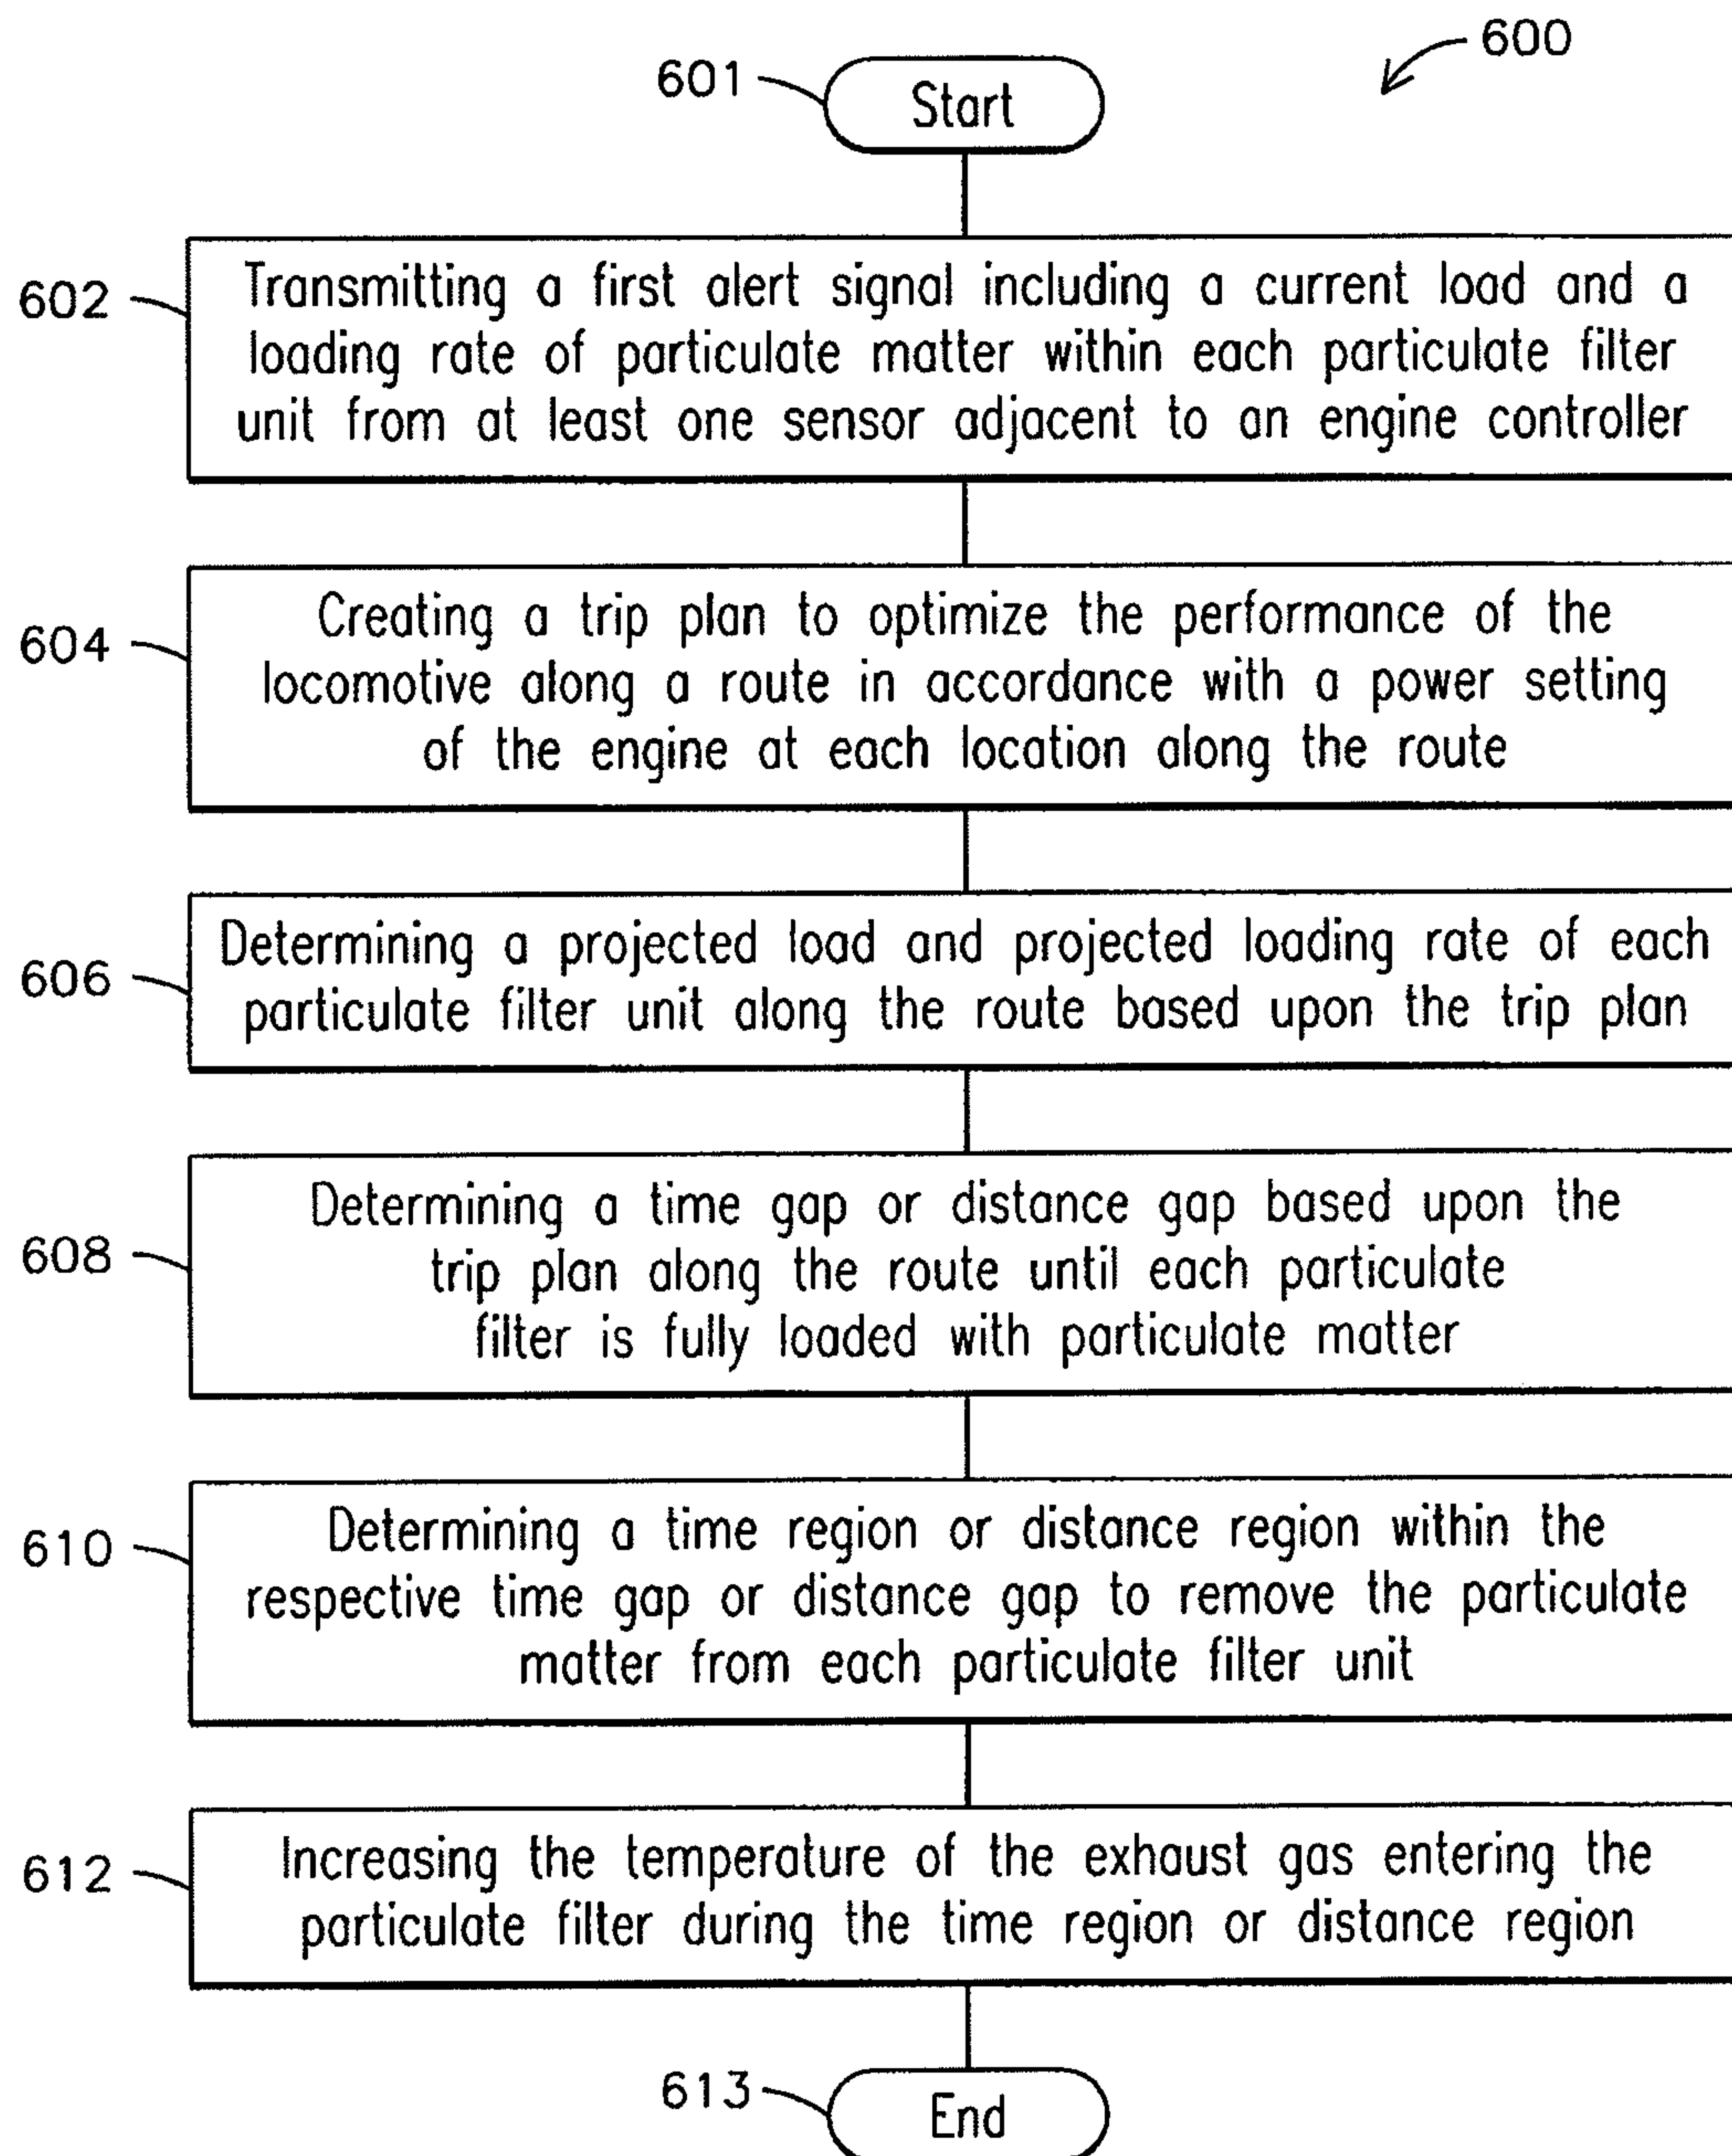 600
601
Start
602
Transmitting a first alert signal including a current load and a
loading rate of particulate matter within each particulate filter
unit from at least one sensor adjacent to an engine controller
604
Creating a trip plan to optimize the performance of the
locomotive along a route in accordance with a power setting
of the engine at each location along the route
606
Determining a projected load and projected loading rate of each
particulate filter unit along the route based upon the trip plan
608
Determining a time gap or distance gap based upon the
trip plan along the route until each particulate
filter is fully loaded with particulate matter
610
Determining a time region or distance region within the
respective time gap or distance gap to remove the particulate
matter from each particulate filter unit
612
Increasing the temperature of the exhaust gas entering the
particulate filter during the time region or distance region
613
End